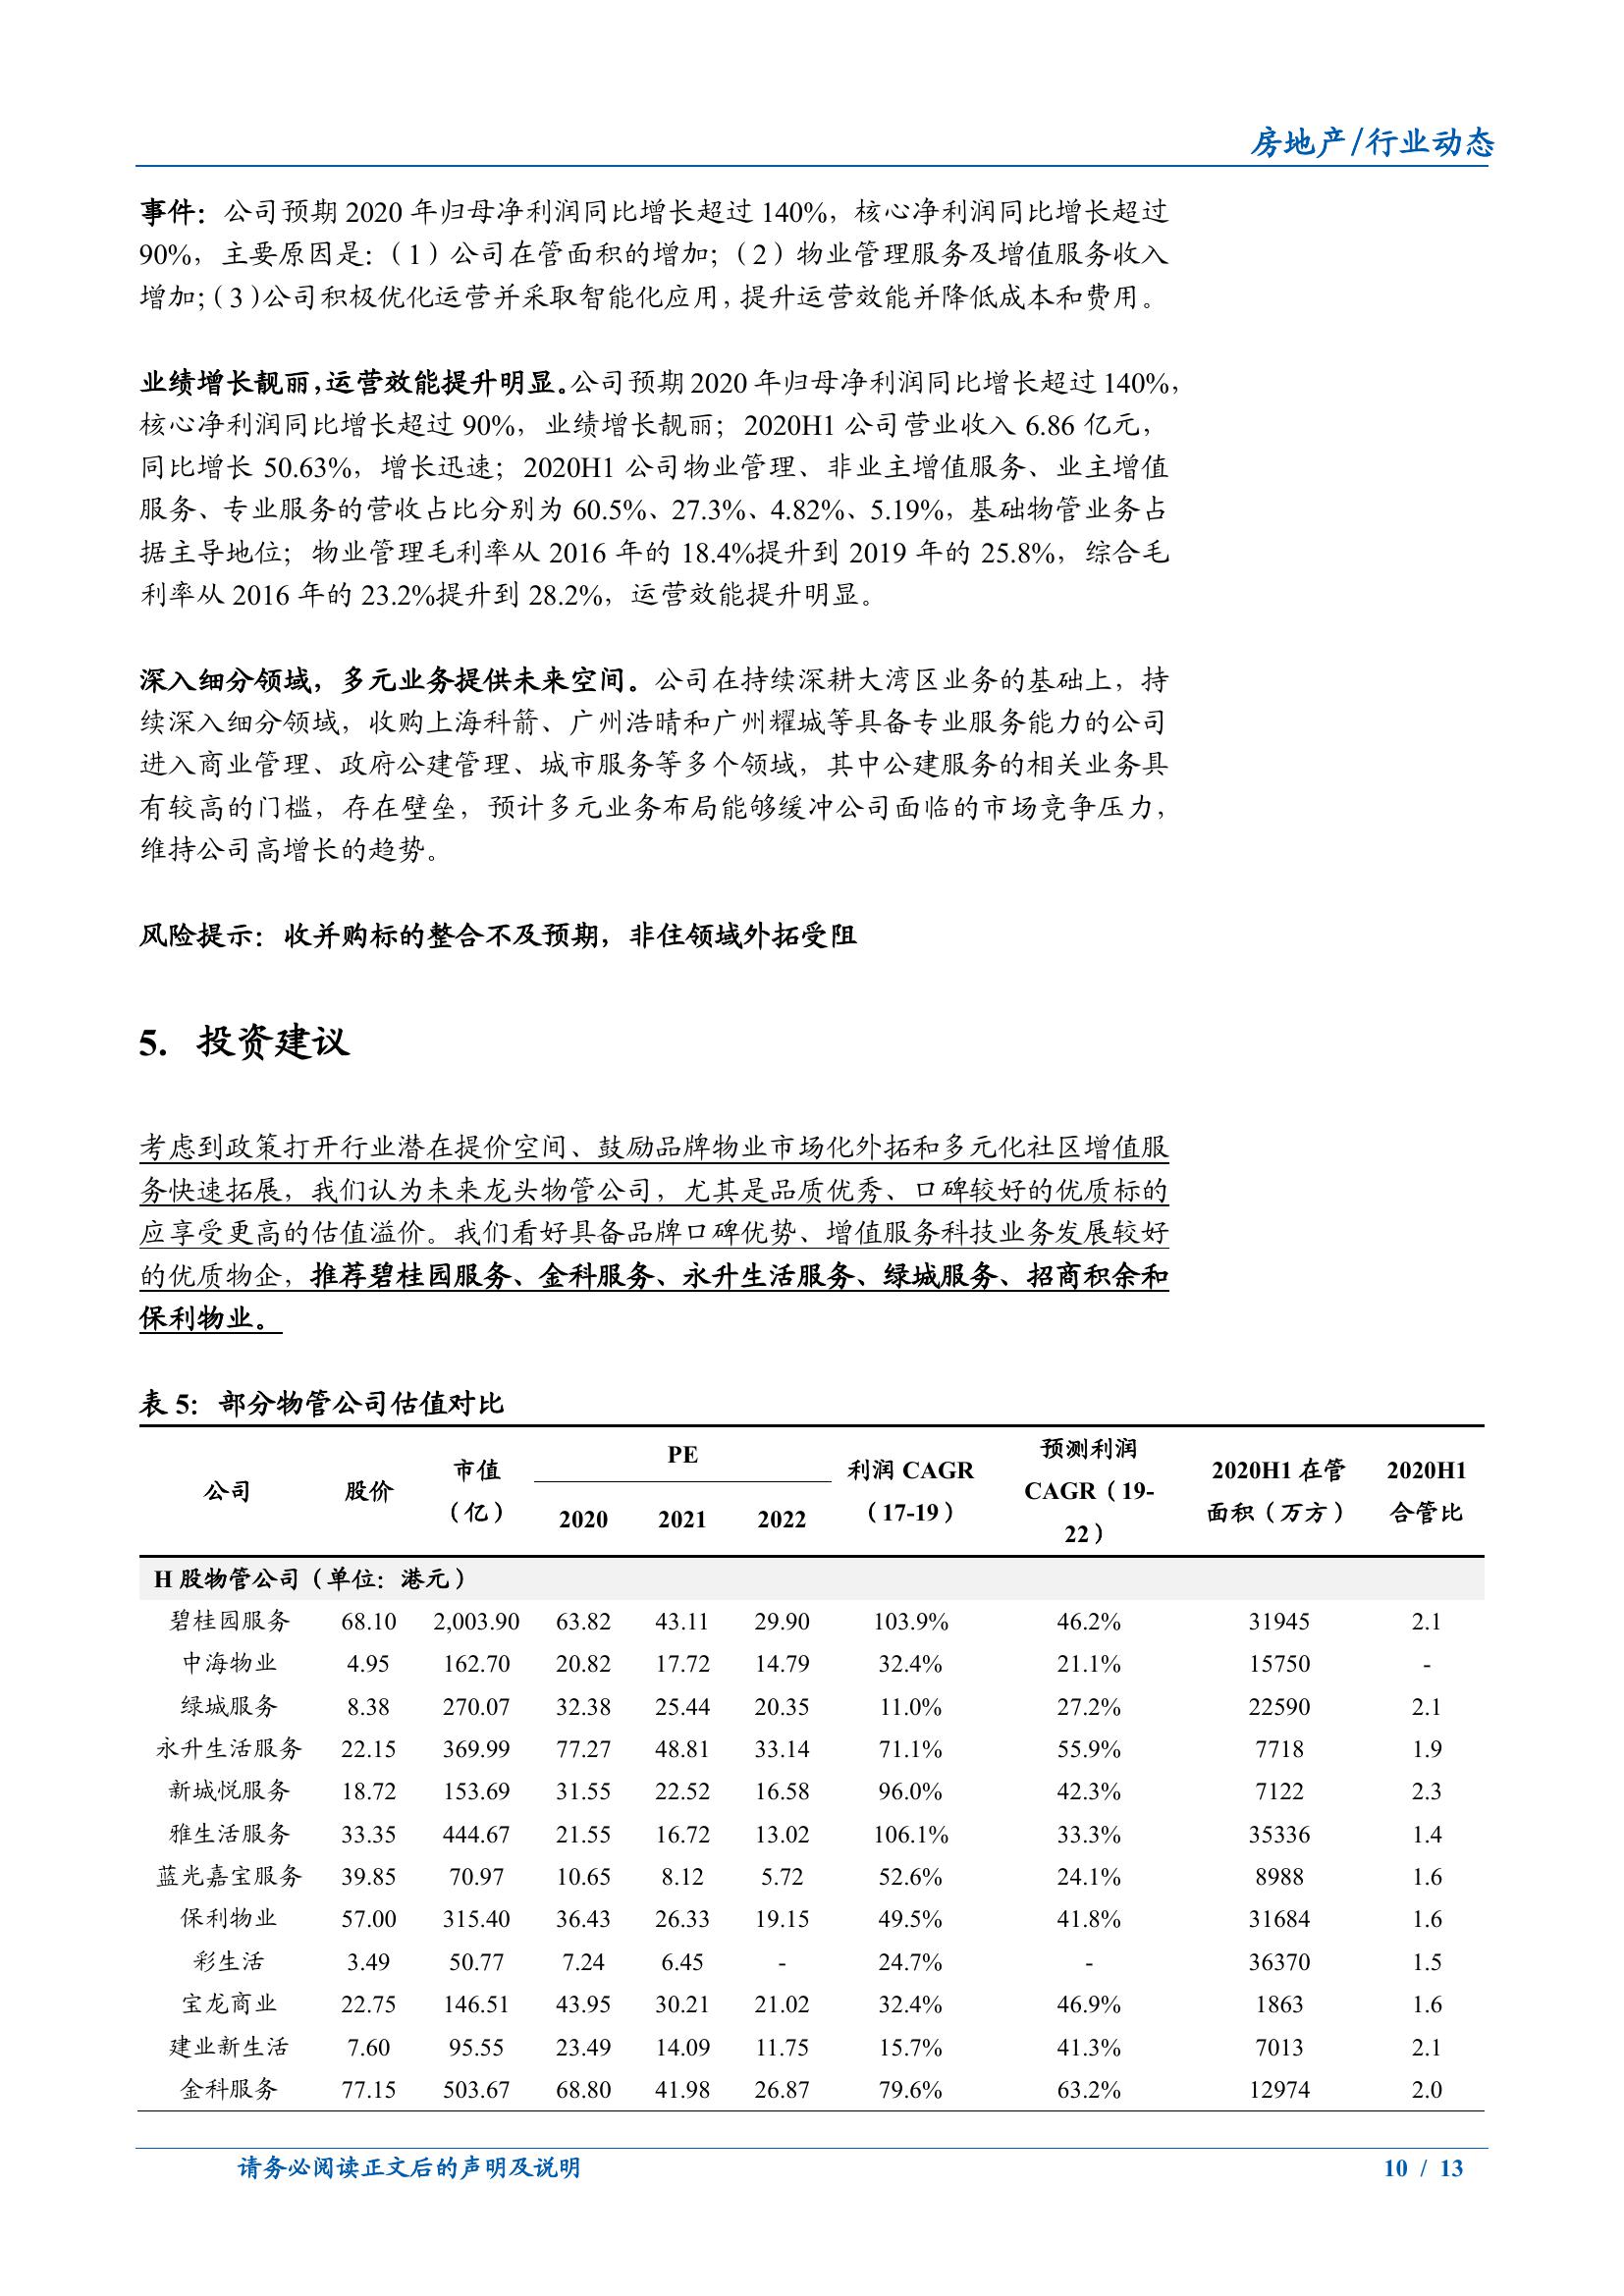 房地产/行业动态
事件：公司预期 2020 年归母净利润同比增长超过 140%，核心净利润同比增长超过
90%，主要原因是：（1）公司在管面积的增加；（2）物业管理服务及增值服务收入
增加；（3）公司积极优化运营并采取智能化应用，提升运营效能并降低成本和费用。
业绩增长靓丽，运营效能提升明显。公司预期 2020 年归母净利润同比增长超过 140%，
核心净利润同比增长超过 90%，业绩增长靓丽；2020H1 公司营业收入 6.86 亿元，
同比增长 50.63%，增长迅速；2020H1 公司物业管理、非业主增值服务、业主增值
服务、专业服务的营收占比分别为 60.5%、27.3%、4.82%、5.19%，基础物管业务占
据主导地位；物业管理毛利率从 2016 年的 18.4%提升到 2019 年的 25.8%，综合毛
利率从 2016 年的 23.2%提升到 28.2%，运营效能提升明显。
深入细分领域，多元业务提供未来空间。公司在持续深耕大湾区业务的基础上，持
续深入细分领域，收购上海科箭、广州浩晴和广州耀城等具备专业服务能力的公司
进入商业管理、政府公建管理、城市服务等多个领域，其中公建服务的相关业务具
有较高的门槛，存在壁垒，预计多元业务布局能够缓冲公司面临的市场竞争压力，
维持公司高增长的趋势。
风险提示：收并购标的整合不及预期，非住领域外拓受阻
5. 投资建议
考虑到政策打开行业潜在提价空间、鼓励品牌物业市场化外拓和多元化社区增值服
务快速拓展，我们认为未来龙头物管公司，尤其是品质优秀、口碑较好的优质标的
应享受更高的估值溢价。我们看好具备品牌口碑优势、增值服务科技业务发展较好
的优质物企，推荐碧桂园服务、金科服务、永升生活服务、绿城服务、招商积余和
保利物业。
表 5：部分物管公司估值对比
公司 股价 市值（亿） PE 2020 2021 2022 利润 CAGR（17-19） 预测利润 CAGR（19-22） 2020H1 在管面积（万方） 2020H1 合管比
H 股物管公司（单位：港元）
碧桂园服务 68.10 2,003.90 63.82 43.11 29.90 103.9% 46.2% 31945 2.1
中海物业 4.95 162.70 20.82 17.72 14.79 32.4% 21.1% 15750 -
绿城服务 8.38 270.07 32.38 25.44 20.35 11.0% 27.2% 22590 2.1
永升生活服务 22.15 369.99 77.27 48.81 33.14 71.1% 55.9% 7718 1.9
新城悦服务 18.72 153.69 31.55 22.52 16.58 96.0% 42.3% 7122 2.3
雅生活服务 33.35 444.67 21.55 16.72 13.02 106.1% 33.3% 35336 1.4
蓝光嘉宝服务 39.85 70.97 10.65 8.12 5.72 52.6% 24.1% 8988 1.6
保利物业 57.00 315.40 36.43 26.33 19.15 49.5% 41.8% 31684 1.6
彩生活 3.49 50.77 7.24 6.45 - 24.7% - 36370 1.5
宝龙商业 22.75 146.51 43.95 30.21 21.02 32.4% 46.9% 1863 1.6
建业新生活 7.60 95.55 23.49 14.09 11.75 15.7% 41.3% 7013 2.1
金科服务 77.15 503.67 68.80 41.98 26.87 79.6% 63.2% 12974 2.0
请务必阅读正文后的声明及说明 10 / 13